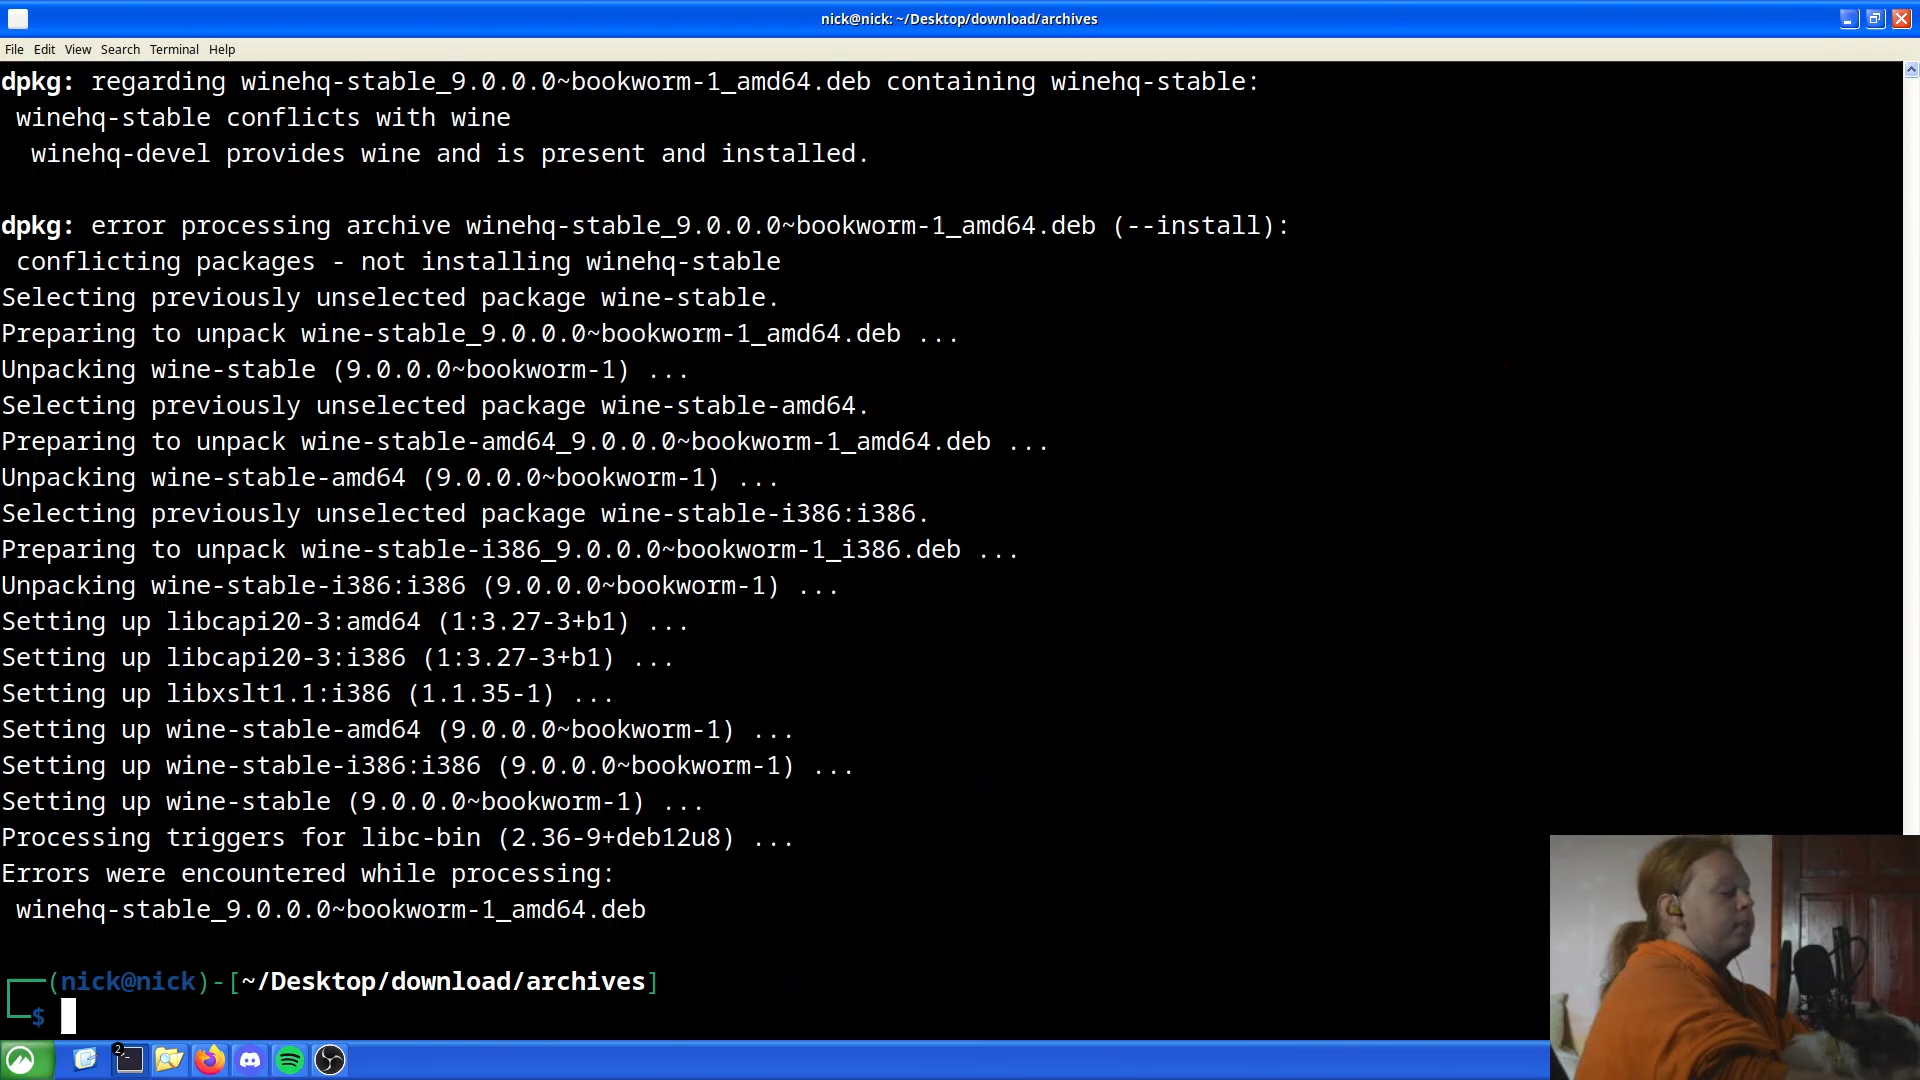 nick@nick: ~/Desktop/download/archives
File Edit View Search Terminal Help
dpkg: regarding winehq-stable_9.0.0.0~bookworm-1_amd64.deb containing winehq-stable:
winehq-stable conflicts with wine
winehq-devel provides wine and is present and installed.
dpkg: error processing archive winehq-stable_9.0.0.0~bookworm-1_amd64.deb (--install):
conflicting packages - not installing winehq-stable
Selecting previously unselected package wine-stable.
Preparing to unpack wine-stable_9.0.0.0~bookworm-1_amd64.deb ...
Unpacking wine-stable (9.0.0.0~bookworm-1) ...
Selecting previously unselected package wine-stable-amd64.
Preparing to unpack wine-stable-amd64_9.0.0.0~bookworm-1_amd64.deb ...
Unpacking wine-stable-amd64 (9.0.0.0~bookworm-1) ...
Selecting previously unselected package wine-stable-i386:i386.
Preparing to unpack wine-stable-i386_9.0.0.0~bookworm-1_i386.deb ...
Unpacking wine-stable-i386:i386 (9.0.0.0~bookworm-1) ...
Setting up libcapi20-3:amd64 (1:3.27-3+b1) ...
Setting up libcapi20-3:i386 (1:3.27-3+b1) ...
Setting up libxslt1.1:i386 (1.1.35-1) ...
Setting up wine-stable-amd64 (9.0.0.0~bookworm-1) ...
Setting up wine-stable-i386:i386 (9.0.0.0~bookworm-1) ...
Setting up wine-stable (9.0.0.0~bookworm-1) ...
Processing triggers for libc-bin (2.36-9+deb12u8) ...
Errors were encountered while processing:
winehq-stable_9.0.0.0~bookworm-1_amd64.deb
(nick@nick)-[~/Desktop/download/archives]
$
2